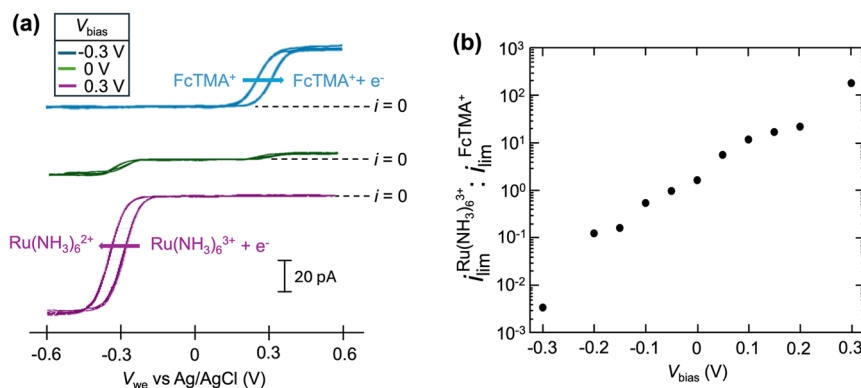 (a)
V_bias
-0.3 V
0 V
0.3 V
FcTMA⁺ FcTMA⁺+ e⁻
i = 0
i = 0
i = 0
Ru(NH₃)₆²⁺ Ru(NH₃)₆³⁺ + e⁻
20 pA
-0.6 -0.3 0 0.3 0.6
V_we vs Ag/AgCl (V)
(b)
i_lim^Ru(NH₃)₆³⁺ : i_lim^FcTMA⁺
10³
10²
10¹
10⁰
10⁻¹
10⁻²
10⁻³
-0.3 -0.2 -0.1 0 0.1 0.2 0.3
V_bias (V)